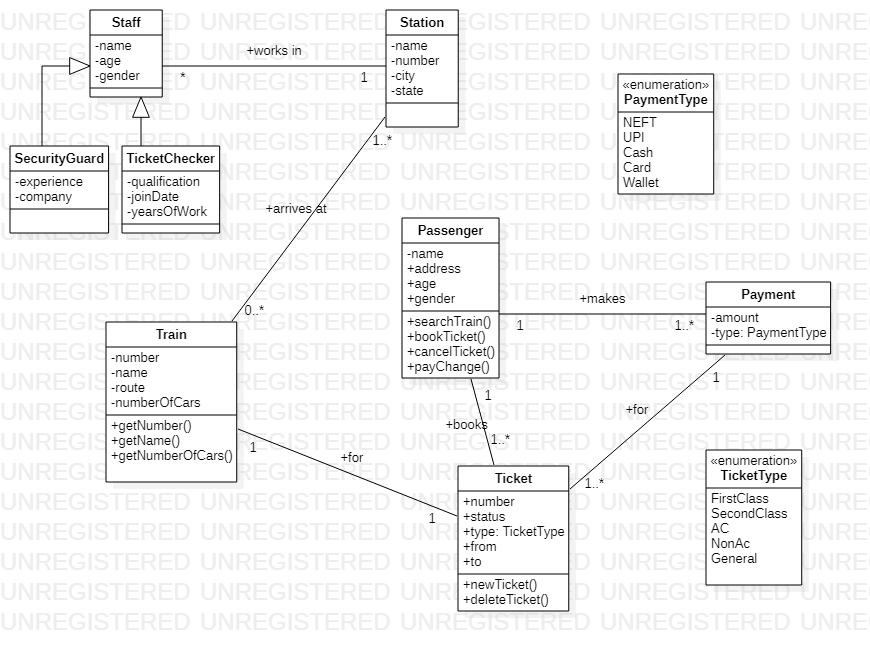 Staff
-name
-age
-gender
+works in
*
1
Station
-name
-number
-city
-state
«enumeration»
PaymentType
NEFT
UPI
Cash
Card
Wallet
SecurityGuard
-experience
-company
TicketChecker
-qualification
-joinDate
-yearsOfWork
1..*
+arrives at
0..*
Passenger
-name
+address
+age
+gender
+searchTrain()
+bookTicket()
+cancelTicket()
+payChange()
+makes
1
1..*
Payment
-amount
-type: PaymentType
Train
-number
-name
-route
-numberOfCars
+getNumber()
+getName()
+getNumberOfCars()
1
+for
1
1
+books
1..*
1
+for
1..*
Ticket
+number
+status
+type: TicketType
+from
+to
+newTicket()
+deleteTicket()
«enumeration»
TicketType
FirstClass
SecondClass
AC
NonAc
General
UNREGISTERED